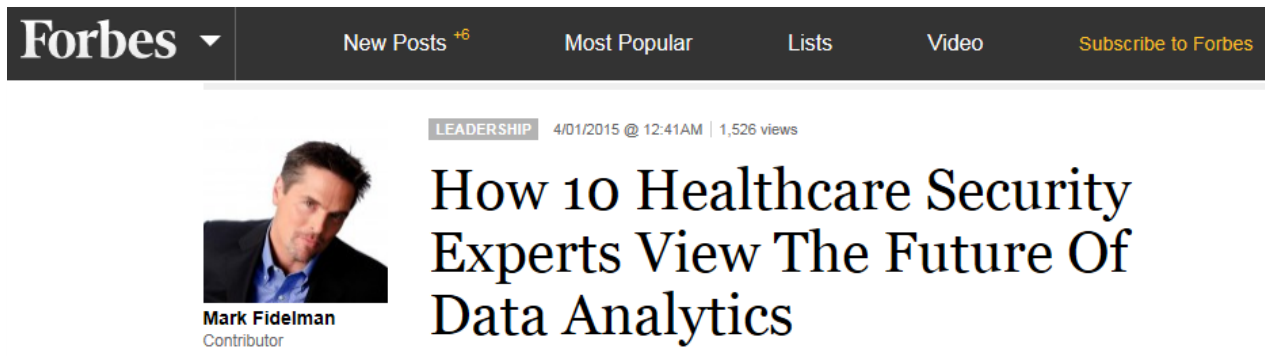 Forbes New Posts +6 Most Popular Lists Video Subscribe to Forbes
LEADERSHIP 4/01/2015 @ 12:41AM 1,526 views
How 10 Healthcare Security
Experts View The Future Of
Data Analytics
Mark Fidelman
Contributor